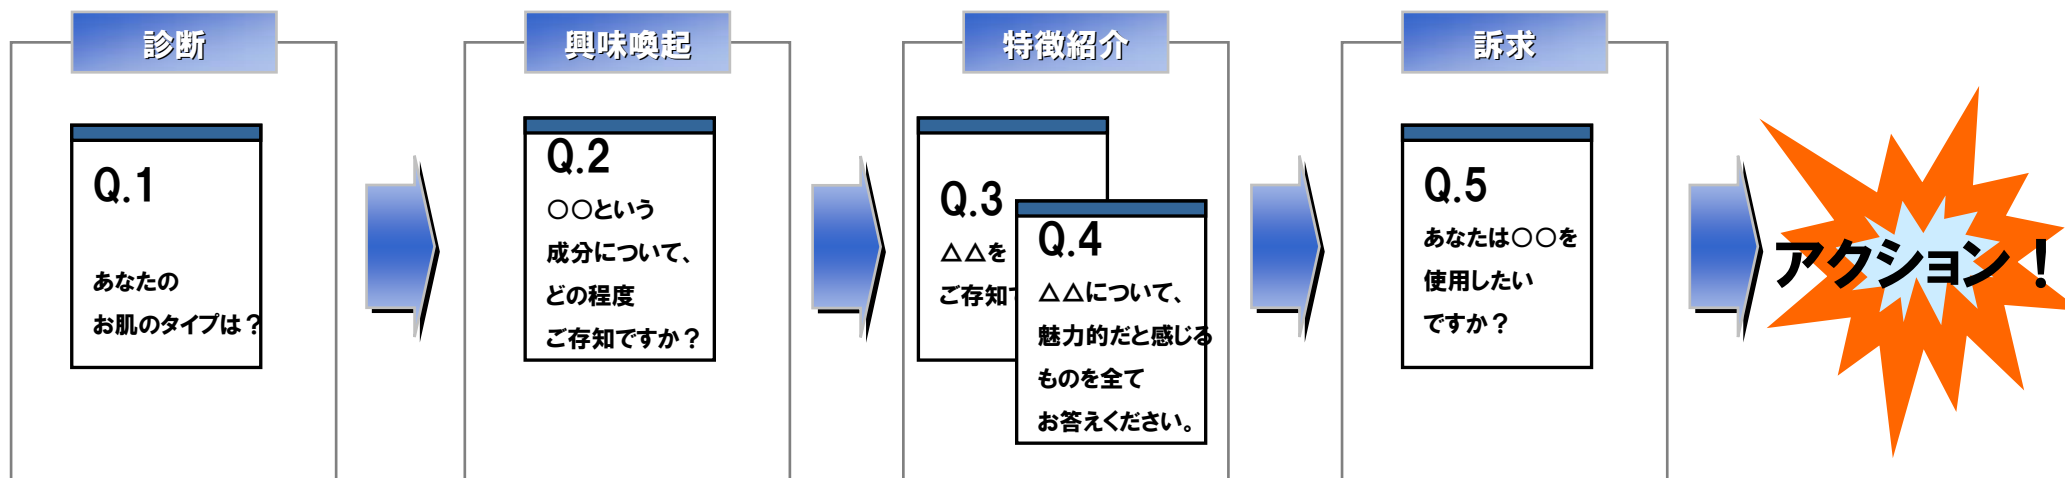 診断
Q.1
あなたの
お肌のタイプは？
興味喚起
Q.2
○○という
成分について、
どの程度
ご存知ですか？
特徴紹介
Q.3
△△を
ご存知
Q.4
△△について、
魅力的だと感じる
ものを全て
お答えください。
訴求
Q.5
あなたは○○を
使用したい
ですか？
アクション！